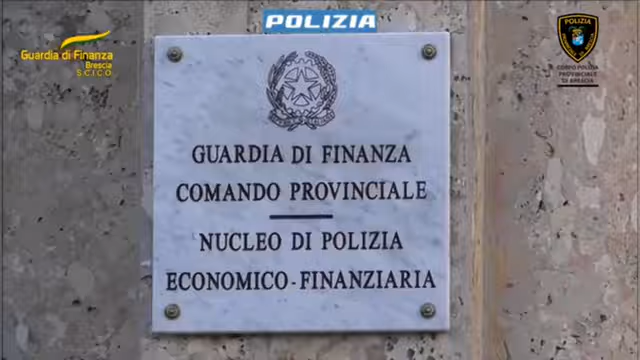 POLIZIA
Guardia di Finanza
Brescia
S.C.I.C.O.
POLIZIA
CORPO POLIZIA
PROVINCIALE
DI BRESCIA
GUARDIA DI FINANZA
COMANDO PROVINCIALE
NUCLEO DI POLIZIA
ECONOMICO-FINANZIARIA